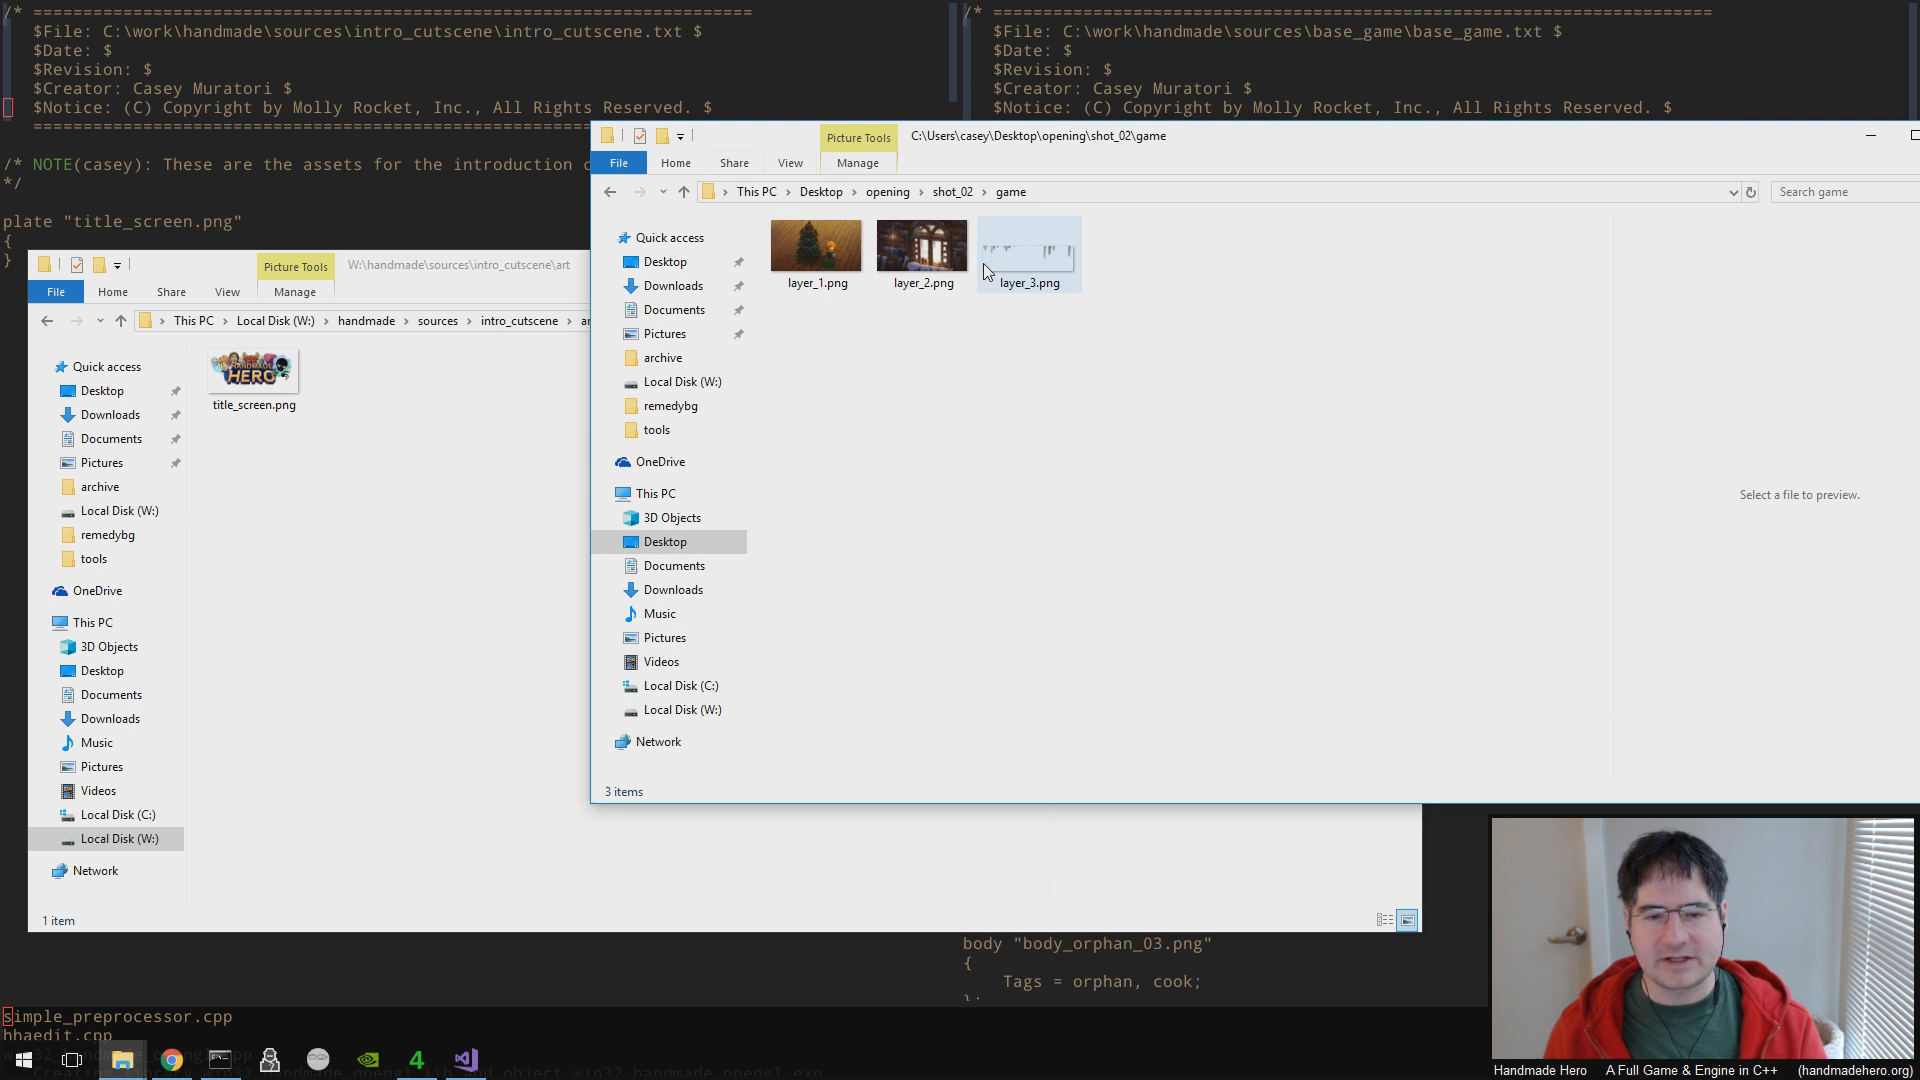 /* ========================================================================
$File: C:\work\handmade\sources\intro_cutscene\intro_cutscene.txt $
$Date: $
$Revision: $
$Creator: Casey Muratori $
$Notice: (C) Copyright by Molly Rocket, Inc., All Rights Reserved. $
/* NOTE(casey): These are the assets for the introduction
*/
plate "title_screen.png"
{
}
/* ========================================================================
$File: C:\work\handmade\sources\base_game\base_game.txt $
$Date: $
$Revision: $
$Creator: Casey Muratori $
$Notice: (C) Copyright by Molly Rocket, Inc., All Rights Reserved. $
Picture Tools
C:\Users\casey\Desktop\opening\shot_02\game
File Home Share View Manage
This PC Desktop opening shot_02 game
Search game
Quick access
Desktop
Downloads
Documents
Pictures
archive
Local Disk (W:)
remedybg
tools
OneDrive
This PC
3D Objects
Desktop
Documents
Downloads
Music
Pictures
Videos
Local Disk (C:)
Local Disk (W:)
Network
layer_1.png
layer_2.png
layer_3.png
Select a file to preview.
3 items
Picture Tools
W:\handmade\sources\intro_cutscene\art
File Home Share View Manage
This PC Local Disk (W:) handmade sources intro_cutscene
Quick access
Desktop
Downloads
Documents
Pictures
archive
Local Disk (W:)
remedybg
tools
OneDrive
This PC
3D Objects
Desktop
Documents
Downloads
Music
Pictures
Videos
Local Disk (C:)
Local Disk (W:)
Network
HANDMADE
HERO
title_screen.png
1 item
body "body_orphan_03.png"
{
Tags = orphan, cook;
simple_preprocessor.cpp
hhaedit.cpp
4
Handmade Hero A Full Game & Engine in C++ (handmadehero.org)